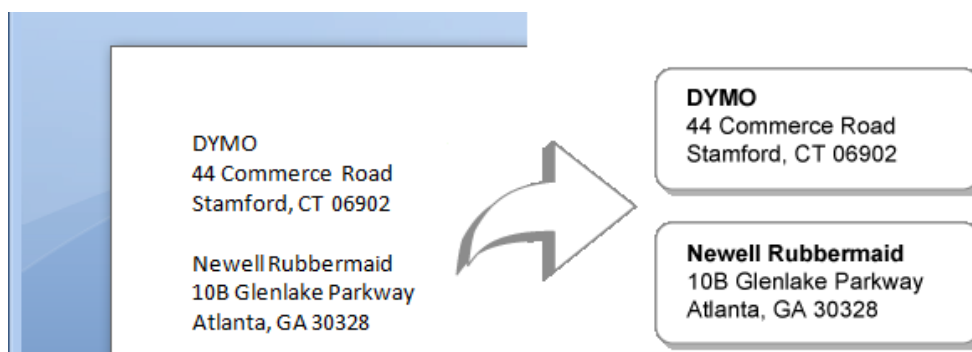 DYMO
44 Commerce Road
Stamford, CT 06902
Newell Rubbermaid
10B Glenlake Parkway
Atlanta, GA 30328
DYMO
44 Commerce Road
Stamford, CT 06902
Newell Rubbermaid
10B Glenlake Parkway
Atlanta, GA 30328